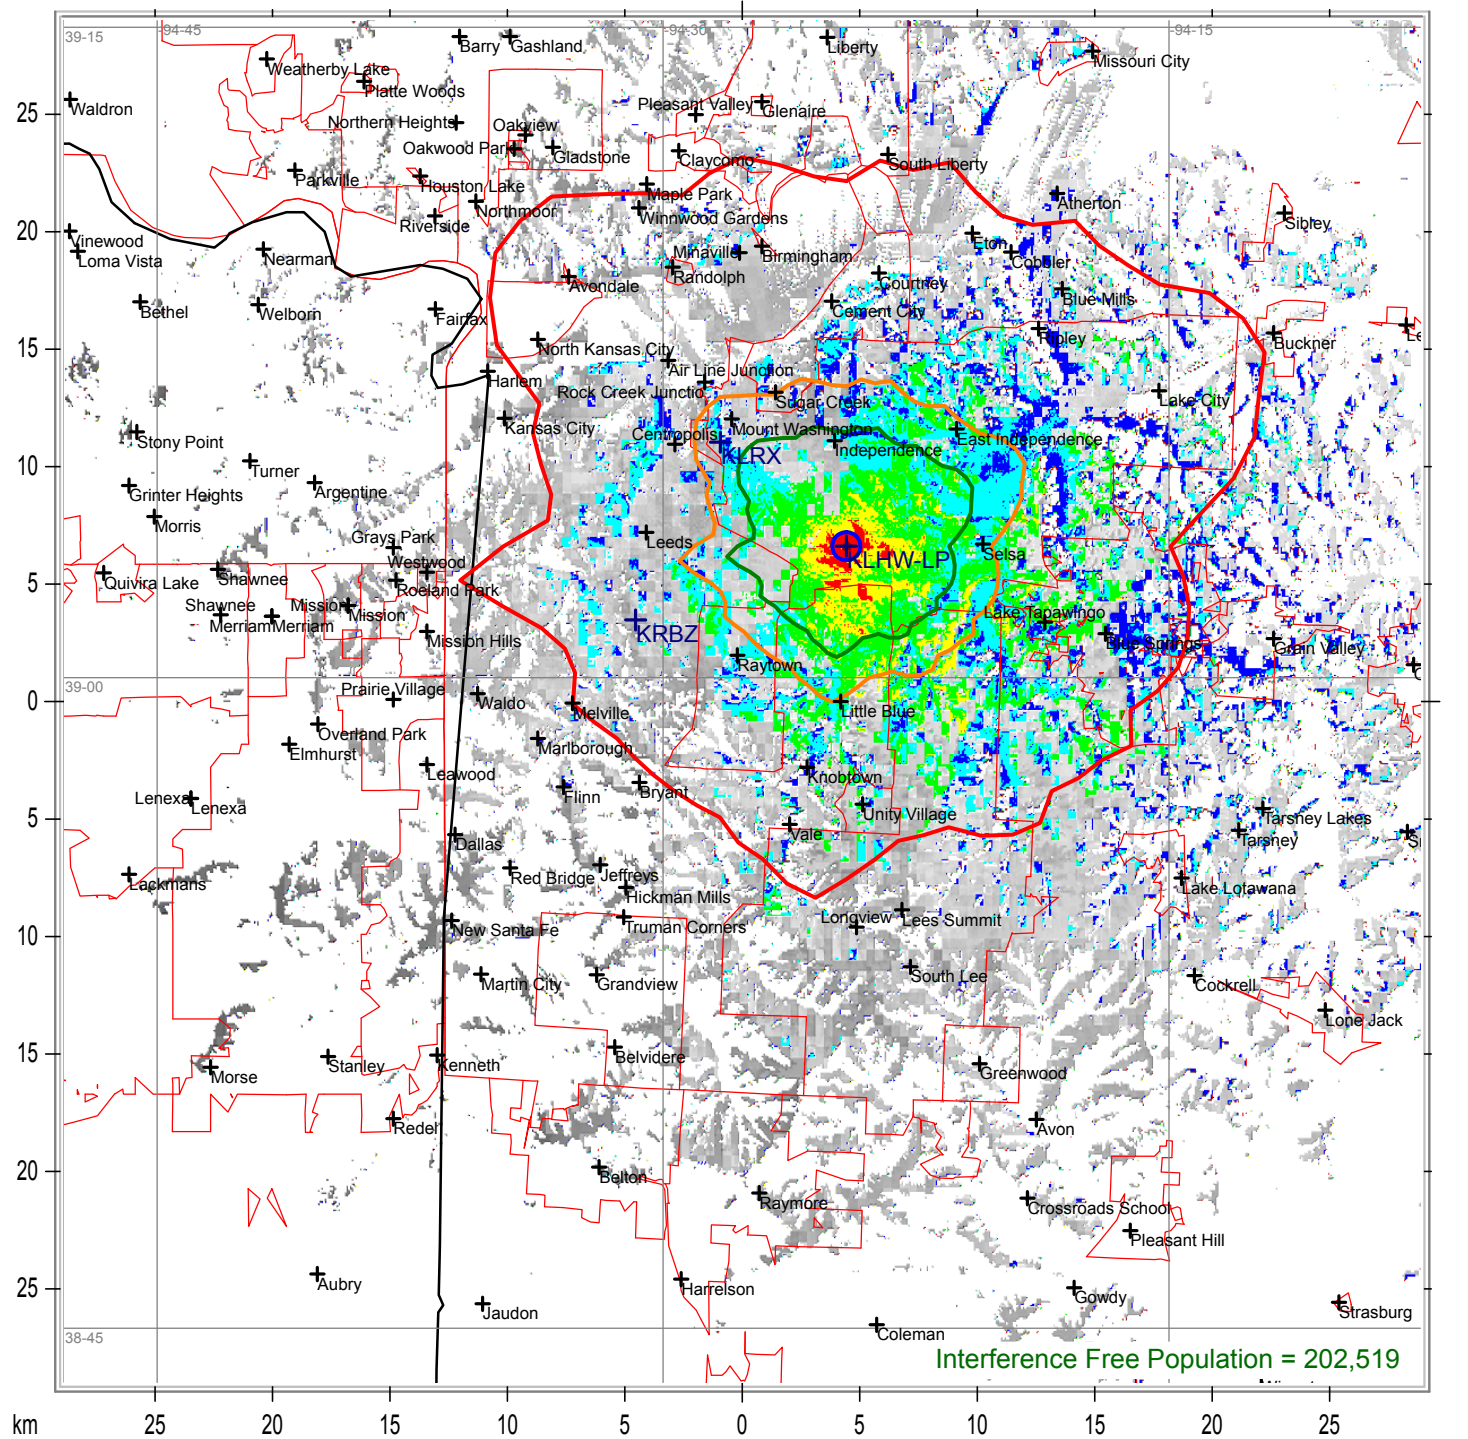 39-15
-94-45
-94-30
-94-15
Barry
Gashland
Liberty
Missouri City
Weatherby Lake
Platte Woods
Waldron
Pleasant Valley
Glenaire
Northern Heights
Oakview
Oakwood Park
Gladstone
Claycomo
South Liberty
Parkville
Houston Lake
Maple Park
Atherton
Northmoor
Winnwood Gardens
Riverside
Sibley
Vinewood
Loma Vista
Nearman
Minaville
Birmingham
Eton
Cobbler
Randolph
Avondale
Courtney
Blue Mills
Bethel
Welborn
Fairfax
Cement City
Ripley
Buckner
North Kansas City
Air Line Junction
Harlem
Rock Creek Junctio
Sugar Creek
Lake City
Kansas City
Mount Washington
Centropolis
East Independence
Stony Point
Independence
KLRX
Turner
Argentine
Grinter Heights
Morris
Grays Park
Leeds
Selsa
KLHW-LP
Westwood
Quivira Lake
Shawnee
Roeland Park
Shawnee
Mission
Mission
Merriam
Merriam
Lake Tapawingo
KRBZ
Mission Hills
Blue Springs
Grain Valley
Raytown
39-00
Prairie Village
Waldo
Melville
Little Blue
Overland Park
Elmhurst
Marlborough
Leawood
Knobtown
Lenexa
Lenexa
Flinn
Bryant
Unity Village
Tarsney Lakes
Vale
Tarsney
Dallas
Lackmans
Red Bridge
Jeffreys
Hickman Mills
Lake Lotawana
New Santa Fe
Truman Corners
Longview
Lees Summit
Martin City
Grandview
South Lee
Cockrell
Lone Jack
Belvidere
Morse
Stanley
Kenneth
Greenwood
Redel
Avon
Belton
Raymore
Crossroads School
Pleasant Hill
Aubry
Jaudon
Harrelson
Gowdy
Strasburg
Coleman
38-45
Interference Free Population = 202,519
25
20
15
10
5
0
5
10
15
20
25
km
25
20
15
10
5
0
5
10
15
20
25